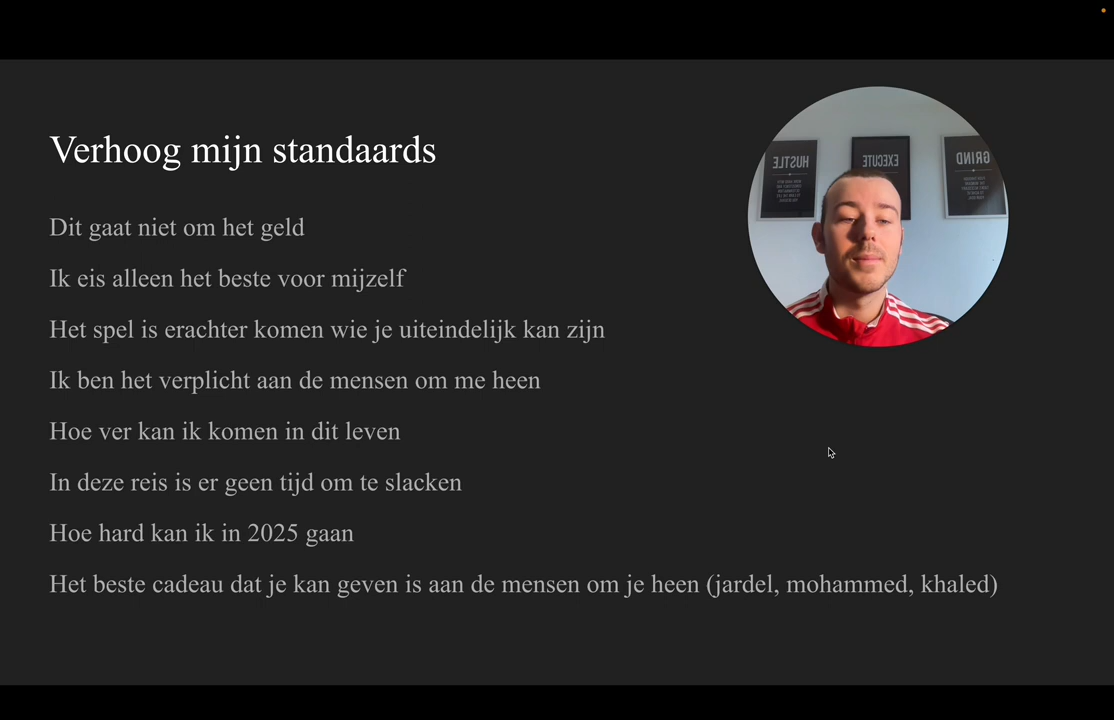 Verhoog mijn standaards
Dit gaat niet om het geld
Ik eis alleen het beste voor mijzelf
Het spel is erachter komen wie je uiteindelijk kan zijn
Ik ben het verplicht aan de mensen om me heen
Hoe ver kan ik komen in dit leven
In deze reis is er geen tijd om te slacken
Hoe hard kan ik in 2025 gaan
Het beste cadeau dat je kan geven is aan de mensen om je heen (jardel, mohammed, khaled)
HUSTLE
EXECUTE
GRIND